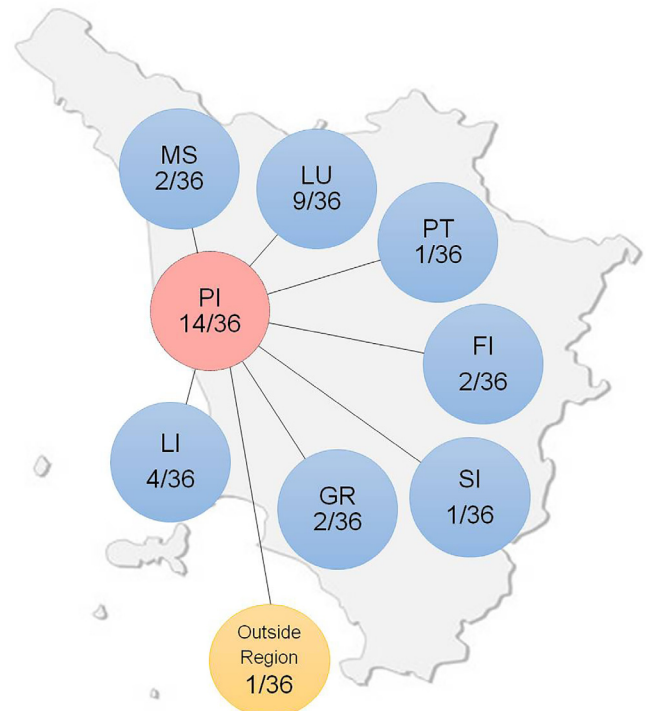 MS
2/36
LU
9/36
PT
1/36
PI
14/36
FI
2/36
LI
4/36
GR
2/36
SI
1/36
Outside
Region
1/36